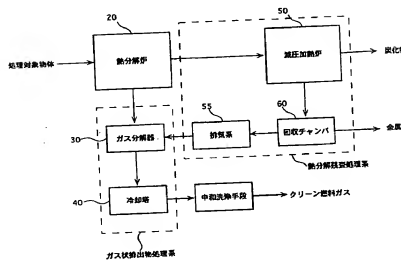 20
50
処理対象物体
熱分解炉
減圧加熱炉
炭化
55
60
30
ガス分解器
排気系
回収チャンバ
金属
熱分解残渣処理系
40
冷却塔
中和洗浄手段
クリーン燃料ガス
ガス状排出物処理系